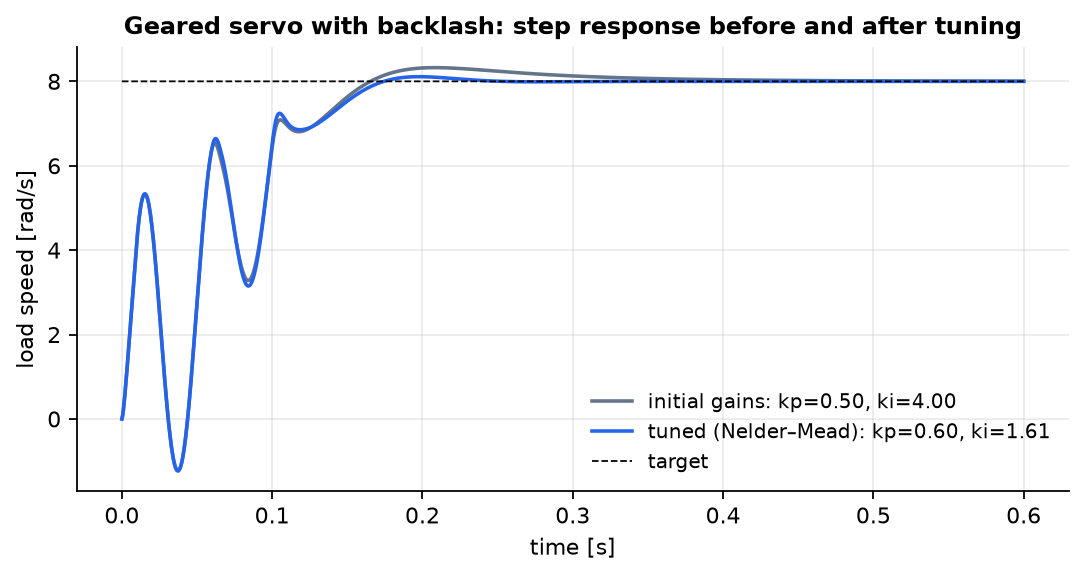 Geared servo with backlash: step response before and after tuning
load speed [rad/s]
8
6
4
2
0
initial gains: kp=0.50, ki=4.00
tuned (Nelder–Mead): kp=0.60, ki=1.61
target
0.0 0.1 0.2 0.3 0.4 0.5 0.6
time [s]